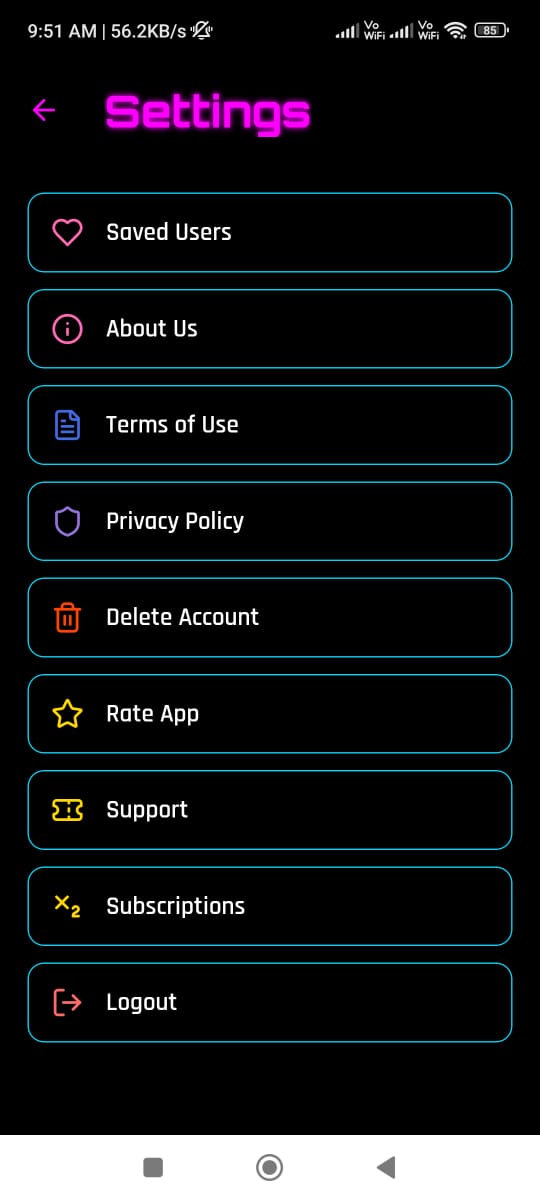 9:51 AM | 56.2KB/s Vo WiFi Vo WiFi 85
Settings
Saved Users
About Us
Terms of Use
Privacy Policy
Delete Account
Rate App
Support
Subscriptions
Logout